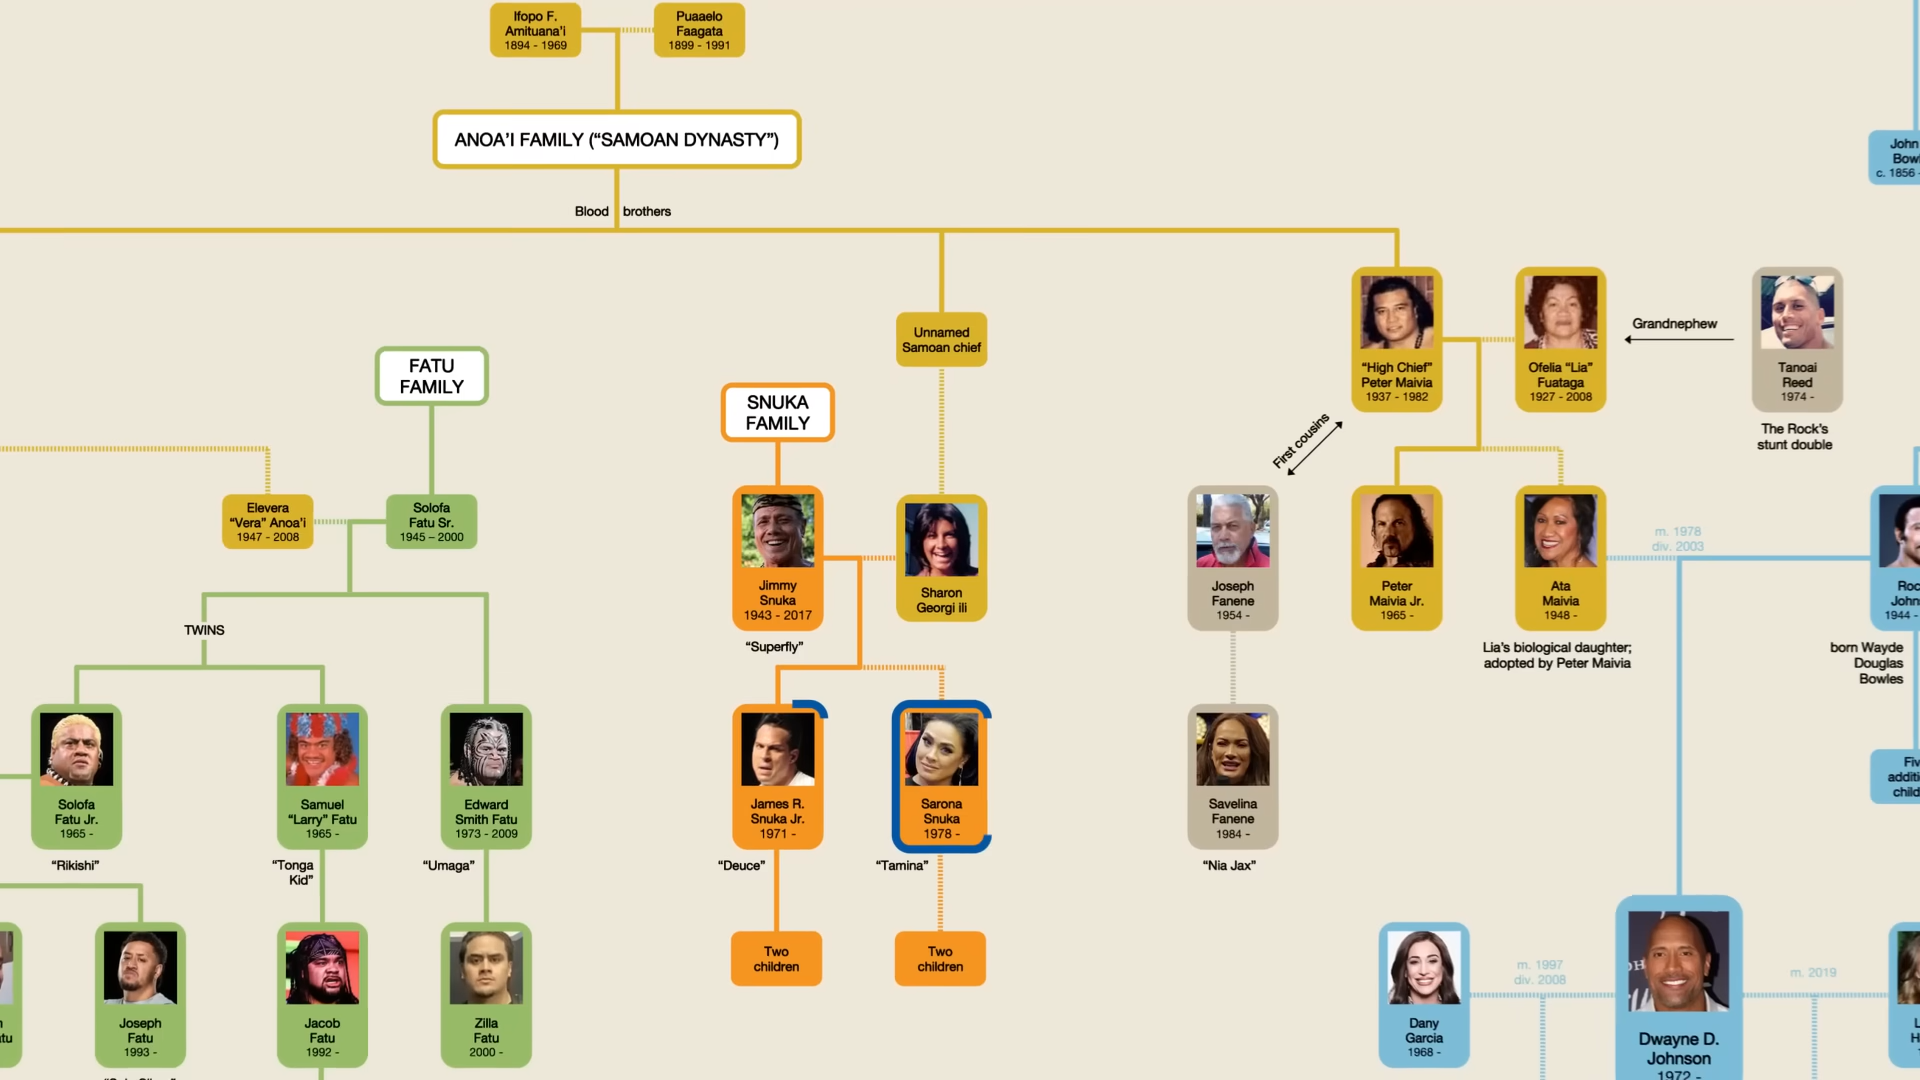 Ifopo F.
Amituana'i
1894 - 1969
Puaaelo
Faagata
1899 - 1991
ANOA'I FAMILY (“SAMOAN DYNASTY”)
Blood brothers
John
c. 1856 -
Unnamed
Samoan chief
“High Chief”
Peter Maivia
1937 - 1982
Ofelia “Lia”
Fuataga
1927 - 2008
Grandnephew
Tanoai
Reed
1974 -
The Rock's
stunt double
FATU
FAMILY
SNUKA
FAMILY
First cousins
Elevera
“Vera” Anoa'i
1947 - 2008
Solofa
Fatu Sr.
1945 – 2000
Jimmy
Snuka
1943 - 2017
“Superfly”
Sharon
Georgi ili
Joseph
Fanene
1954 -
Peter
Maivia Jr.
1965 -
Ata
Maivia
1948 -
Lia's biological daughter;
adopted by Peter Maivia
m. 1978
div. 2003
1944 -
born Wayde
Douglas
Bowles
TWINS
Solofa
Fatu Jr.
1965 -
“Rikishi”
Samuel
“Larry” Fatu
1965 -
“Tonga
Kid”
Edward
Smith Fatu
1973 - 2009
“Umaga”
James R.
Snuka Jr.
1971 -
“Deuce”
Sarona
Snuka
1978 -
“Tamina”
Savelina
Fanene
1984 -
“Nia Jax”
Joseph
Fatu
1993 -
Jacob
Fatu
1992 -
Zilla
Fatu
2000 -
Two
children
Two
children
Dany
Garcia
1968 -
m. 1997
div. 2008
Dwayne D.
Johnson
1972 -
m. 2019